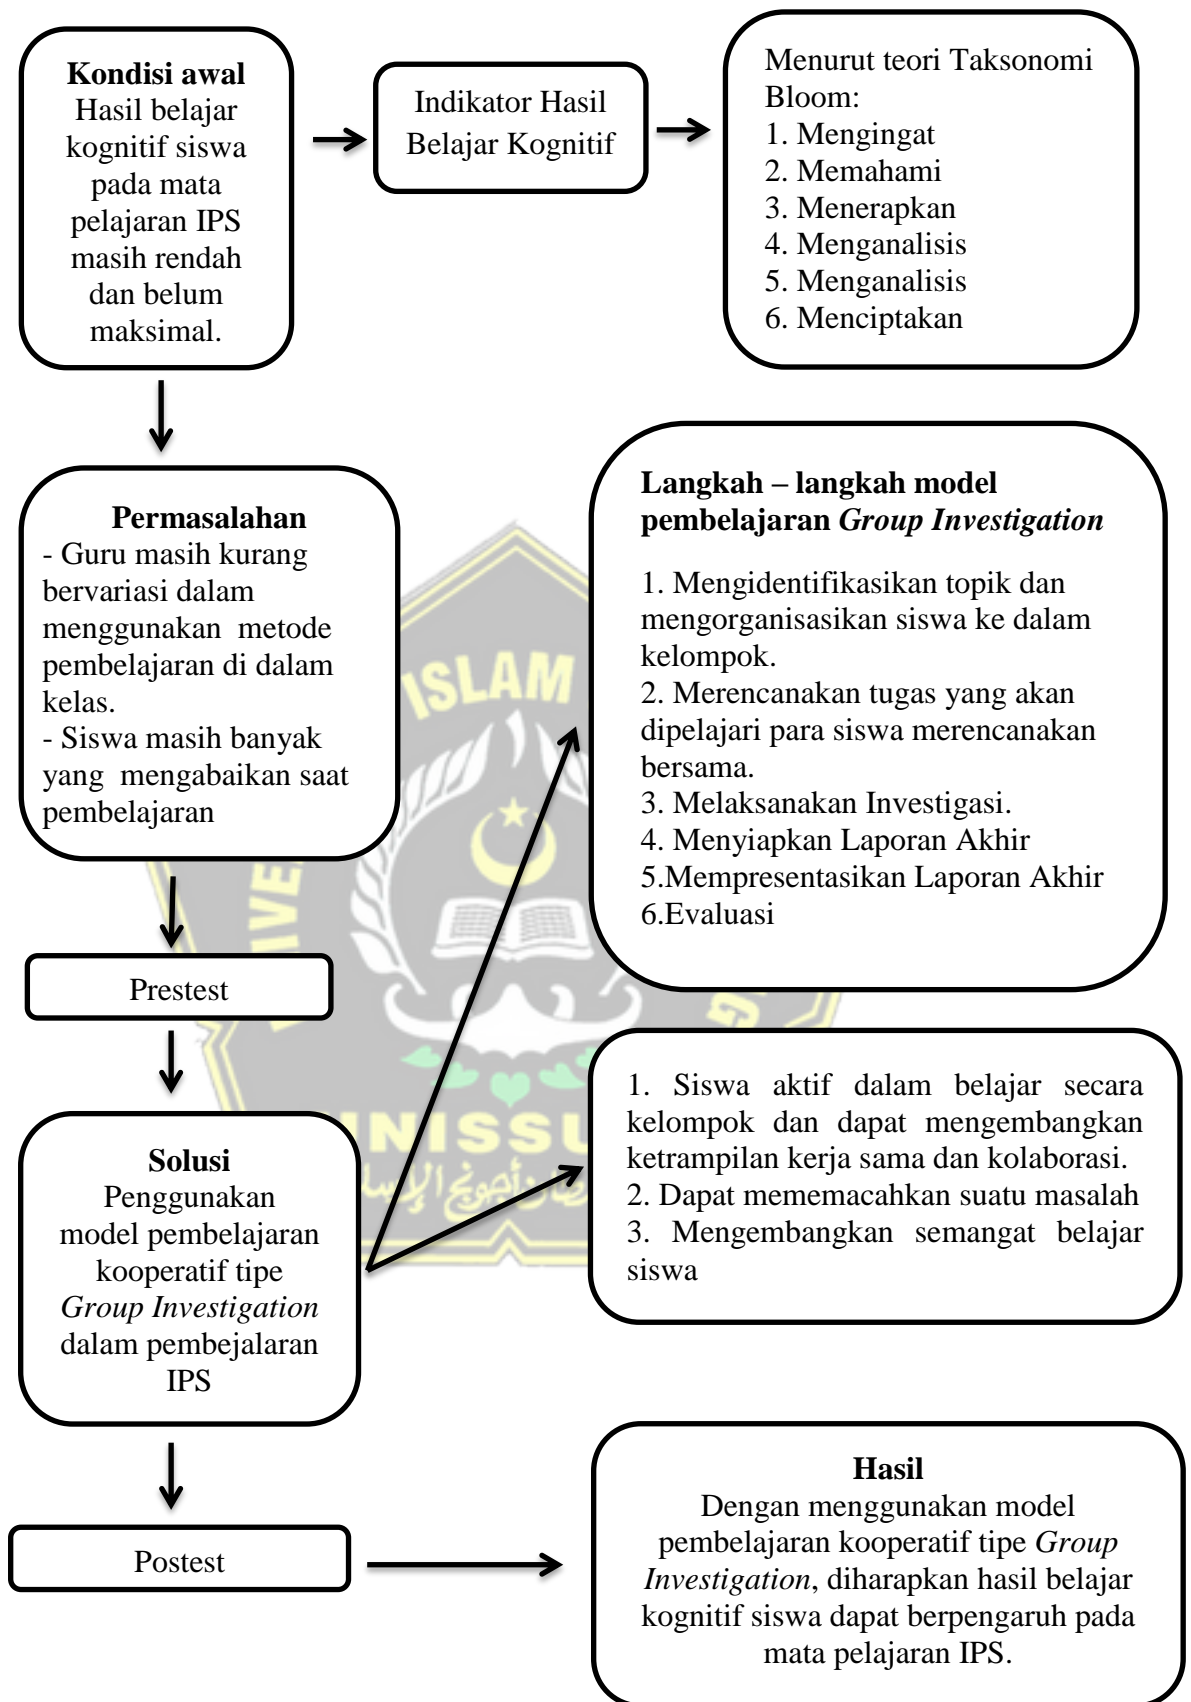 Kondisi awal
Hasil belajar
kognitif siswa
pada mata
pelajaran IPS
masih rendah
dan belum
maksimal.
Indikator Hasil
Belajar Kognitif
Menurut teori Taksonomi
Bloom:
1. Mengingat
2. Memahami
3. Menerapkan
4. Menganalisis
5. Menganalisis
6. Menciptakan
Permasalahan
- Guru masih kurang
bervariasi dalam
menggunakan metode
pembelajaran di dalam
kelas.
- Siswa masih banyak
yang mengabaikan saat
pembelajaran
Langkah – langkah model
pembelajaran Group Investigation
1. Mengidentifikasikan topik dan
mengorganisasikan siswa ke dalam
kelompok.
2. Merencanakan tugas yang akan
dipelajari para siswa merencanakan
bersama.
3. Melaksanakan Investigasi.
4. Menyiapkan Laporan Akhir
5.Mempresentasikan Laporan Akhir
6.Evaluasi
Prestest
Solusi
Penggunakan
model pembelajaran
kooperatif tipe
Group Investigation
dalam pembejalaran
IPS
1. Siswa aktif dalam belajar secara
kelompok dan dapat mengembangkan
ketrampilan kerja sama dan kolaborasi.
2. Dapat mememacahkan suatu masalah
3. Mengembangkan semangat belajar
siswa
Postest
Hasil
Dengan menggunakan model
pembelajaran kooperatif tipe Group
Investigation, diharapkan hasil belajar
kognitif siswa dapat berpengaruh pada
mata pelajaran IPS.
ISLAM